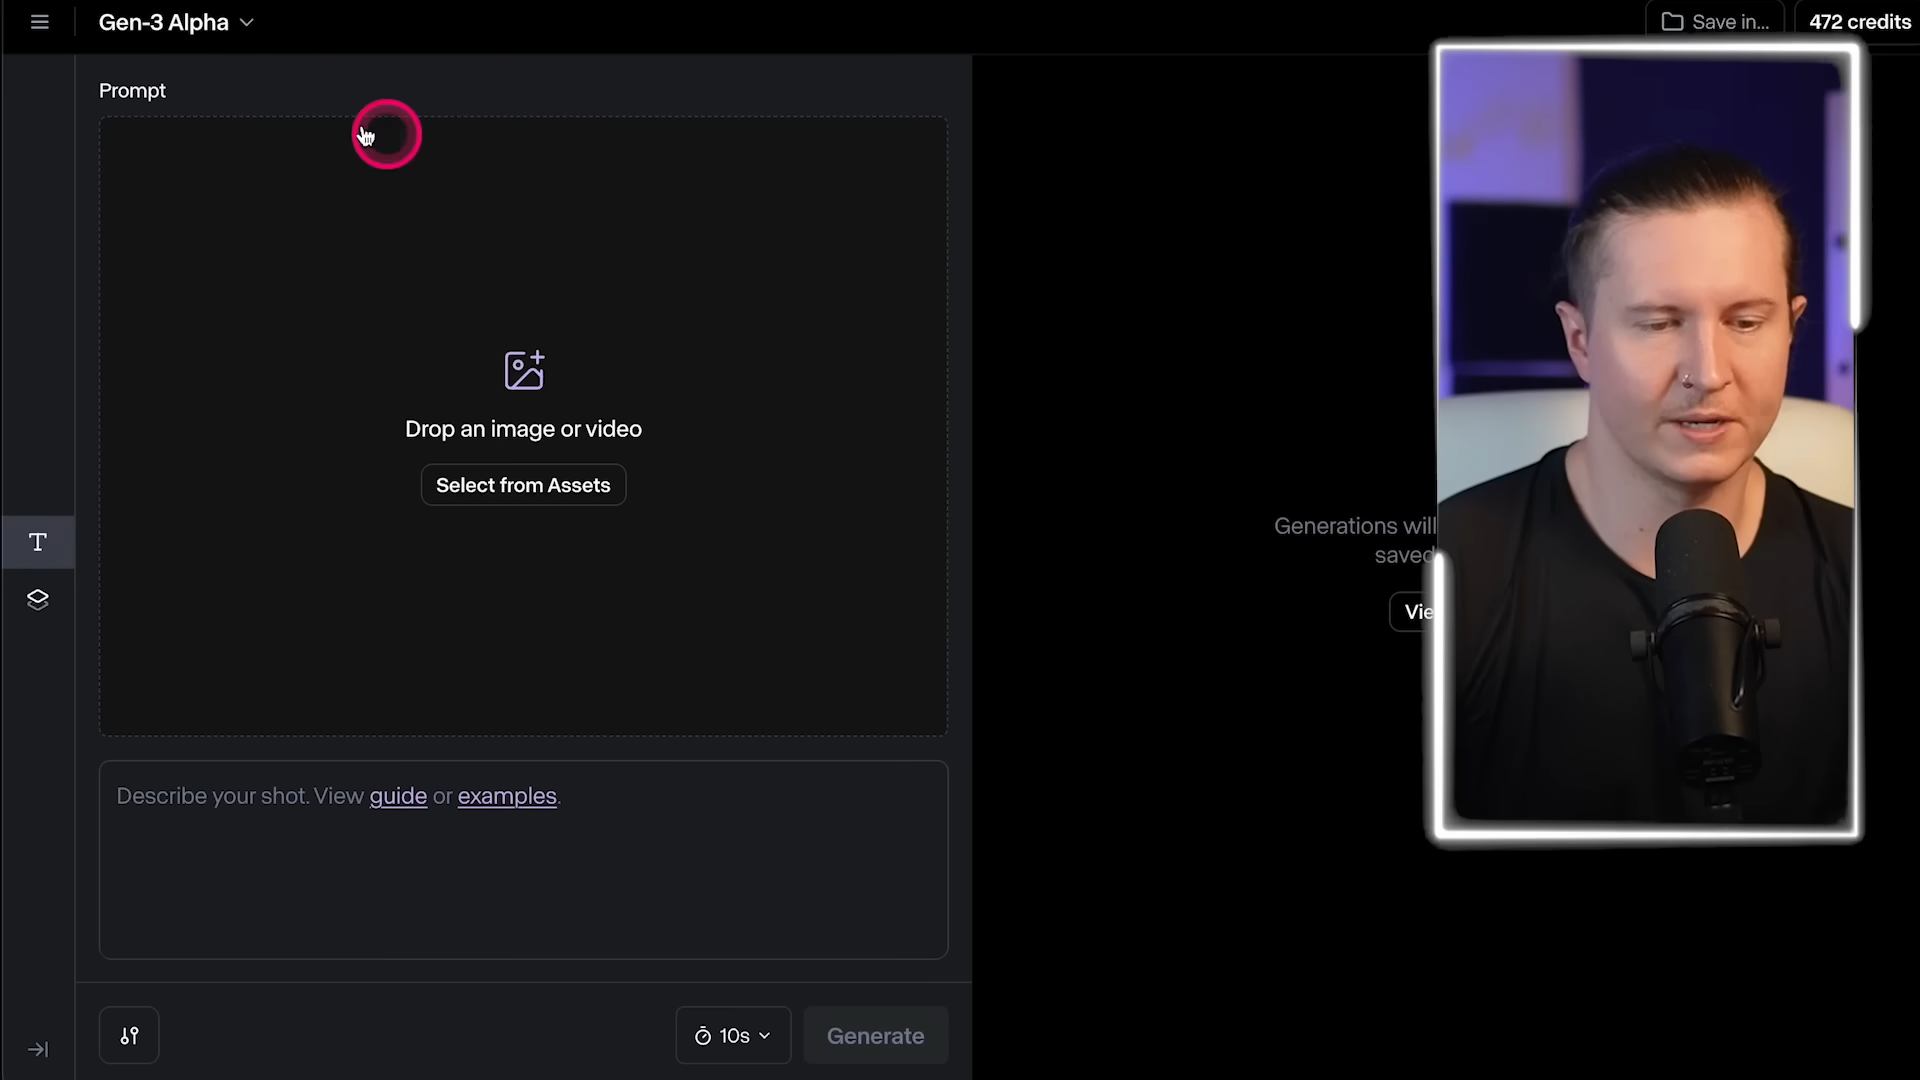 Gen-3 Alpha
Save in...
472 credits
Prompt
Drop an image or video
Select from Assets
T
Generations will
saved
Vie
Describe your shot. View guide or examples.
10s
Generate